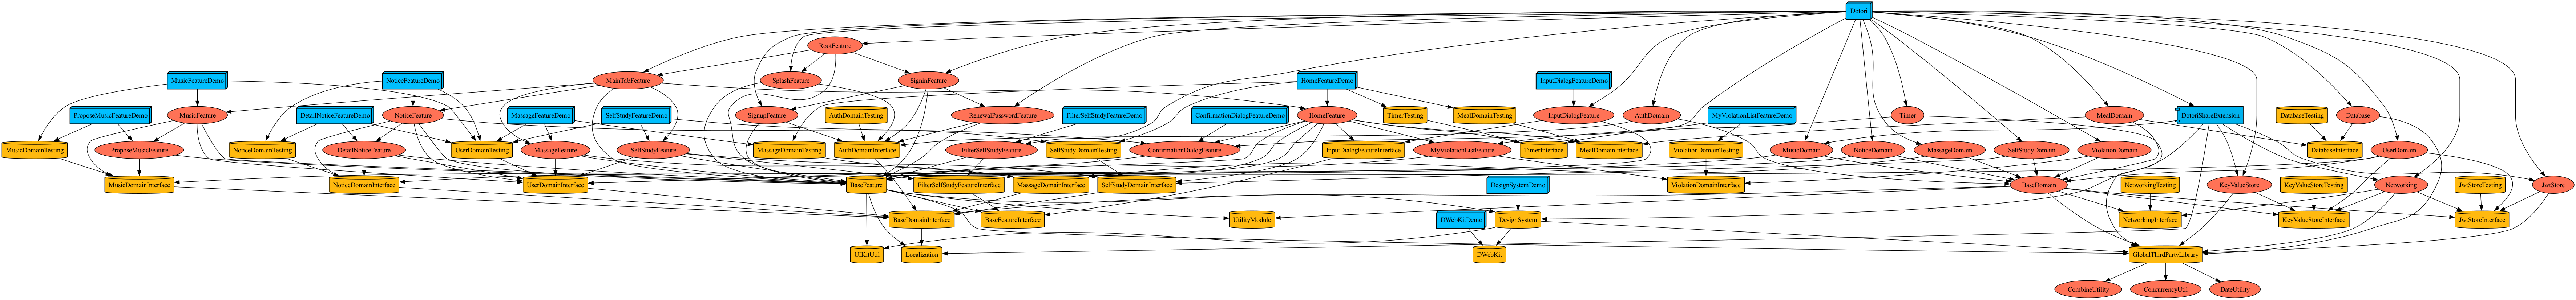 Dotori
RootFeature
MusicFeatureDemo
NoticeFeatureDemo
MainTabFeature
SplashFeature
SigninFeature
HomeFeatureDemo
InputDialogFeatureDemo
ProposeMusicFeatureDemo
MusicFeature
DetailNoticeFeatureDemo
NoticeFeature
MassageFeatureDemo
SelfStudyFeatureDemo
SignupFeature
AuthDomainTesting
RenewalPasswordFeature
FilterSelfStudyFeatureDemo
ConfirmationDialogFeatureDemo
HomeFeature
TimerTesting
MealDomainTesting
InputDialogFeature
AuthDomain
MyViolationListFeatureDemo
Timer
MealDomain
DotoriShareExtension
DatabaseTesting
Database
MusicDomainTesting
ProposeMusicFeature
NoticeDomainTesting
DetailNoticeFeature
UserDomainTesting
MassageFeature
SelfStudyFeature
MassageDomainTesting
AuthDomainInterface
FilterSelfStudyFeature
SelfStudyDomainTesting
ConfirmationDialogFeature
InputDialogFeatureInterface
MyViolationListFeature
TimerInterface
MealDomainInterface
ViolationDomainTesting
MusicDomain
NoticeDomain
MassageDomain
SelfStudyDomain
ViolationDomain
DatabaseInterface
UserDomain
MusicDomainInterface
NoticeDomainInterface
UserDomainInterface
BaseFeature
FilterSelfStudyFeatureInterface
MassageDomainInterface
SelfStudyDomainInterface
DesignSystemDemo
ViolationDomainInterface
BaseDomain
NetworkingTesting
KeyValueStore
KeyValueStoreTesting
Networking
JwtStoreTesting
JwtStore
BaseDomainInterface
BaseFeatureInterface
UtilityModule
DWebKitDemo
DesignSystem
NetworkingInterface
KeyValueStoreInterface
JwtStoreInterface
UIKitUtil
Localization
DWebKit
GlobalThirdPartyLibrary
CombineUtility
ConcurrencyUtil
DateUtility